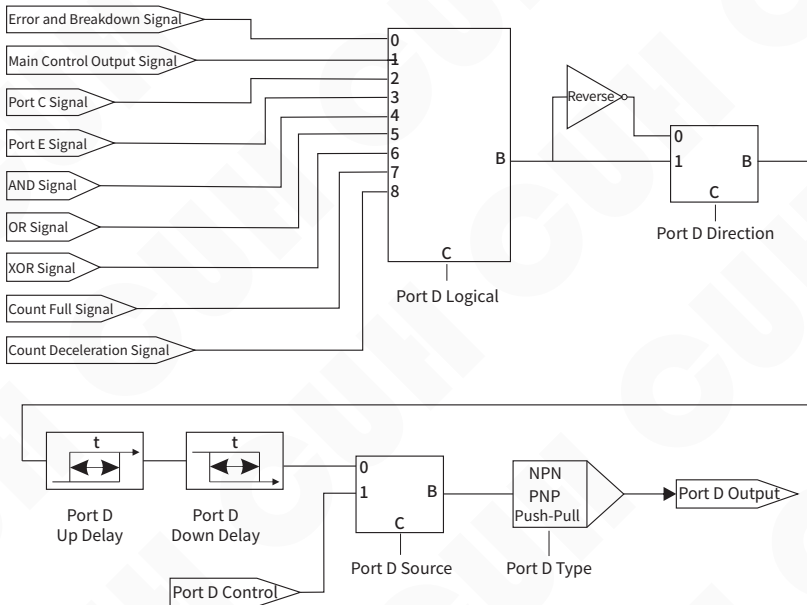 Error and Breakdown Signal
Main Control Output Signal
Port C Signal
Port E Signal
AND Signal
OR Signal
XOR Signal
Count Full Signal
Count Deceleration Signal
0
1
2
3
4
5
6
7
8
B
C
Port D Logical
Reverse
0
1
B
C
Port D Direction
t
Port D
Up Delay
t
Port D
Down Delay
0
1
B
C
Port D Source
Port D Control
NPN
PNP
Push-Pull
Port D Type
Port D Output
CUH CUH CUH